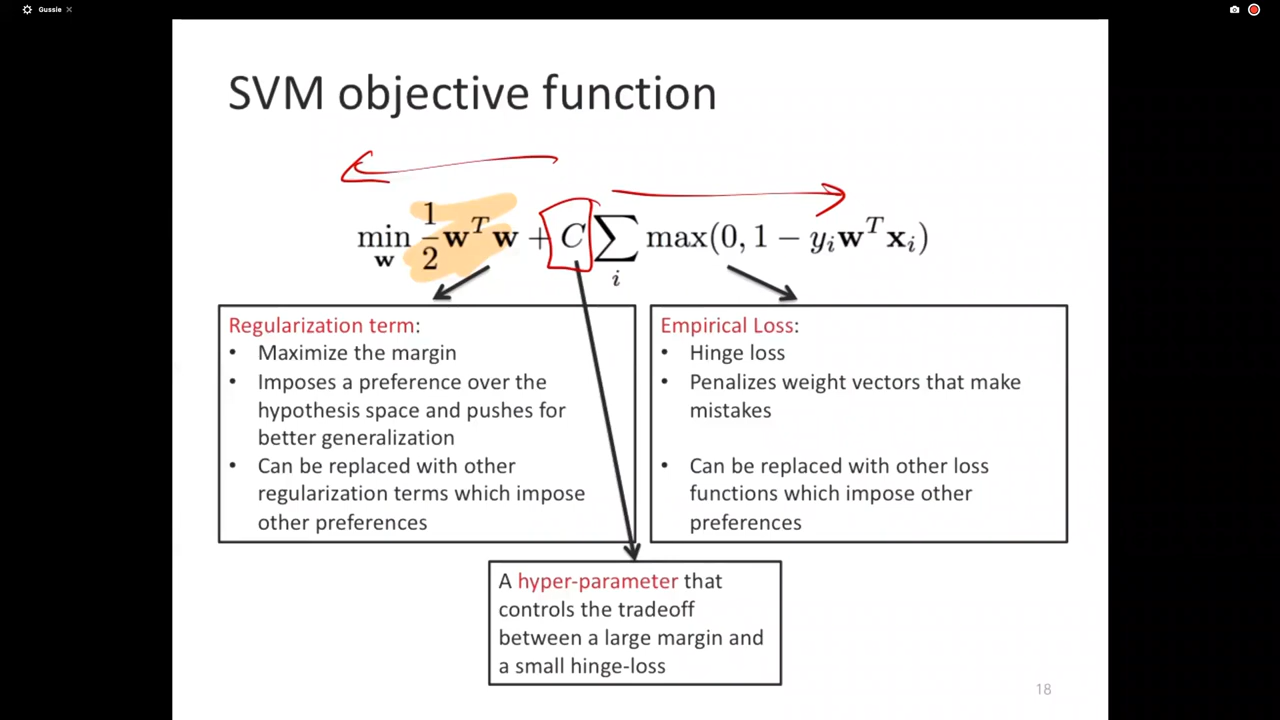 Gussie ×
SVM objective function
min_w 1/2 w^T w + C ∑_i max(0, 1 − y_i w^T x_i)
Regularization term:
• Maximize the margin
• Imposes a preference over the
hypothesis space and pushes for
better generalization
• Can be replaced with other
regularization terms which impose
other preferences
Empirical Loss:
• Hinge loss
• Penalizes weight vectors that make
mistakes
• Can be replaced with other loss
functions which impose other
preferences
A hyper-parameter that
controls the tradeoff
between a large margin and
a small hinge-loss
18